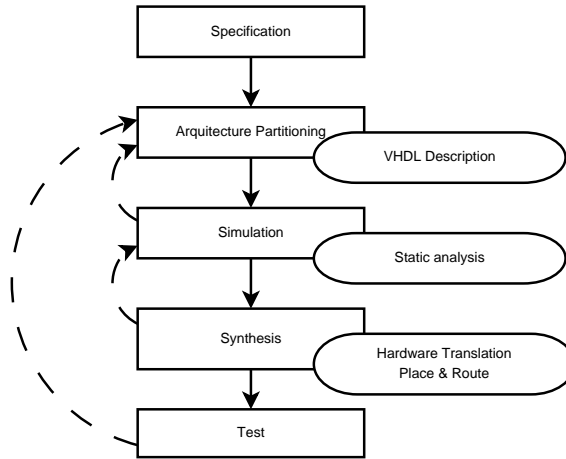 Specification
Arquitecture Partitioning
VHDL Description
Simulation
Static analysis
Synthesis
Hardware Translation
Place & Route
Test